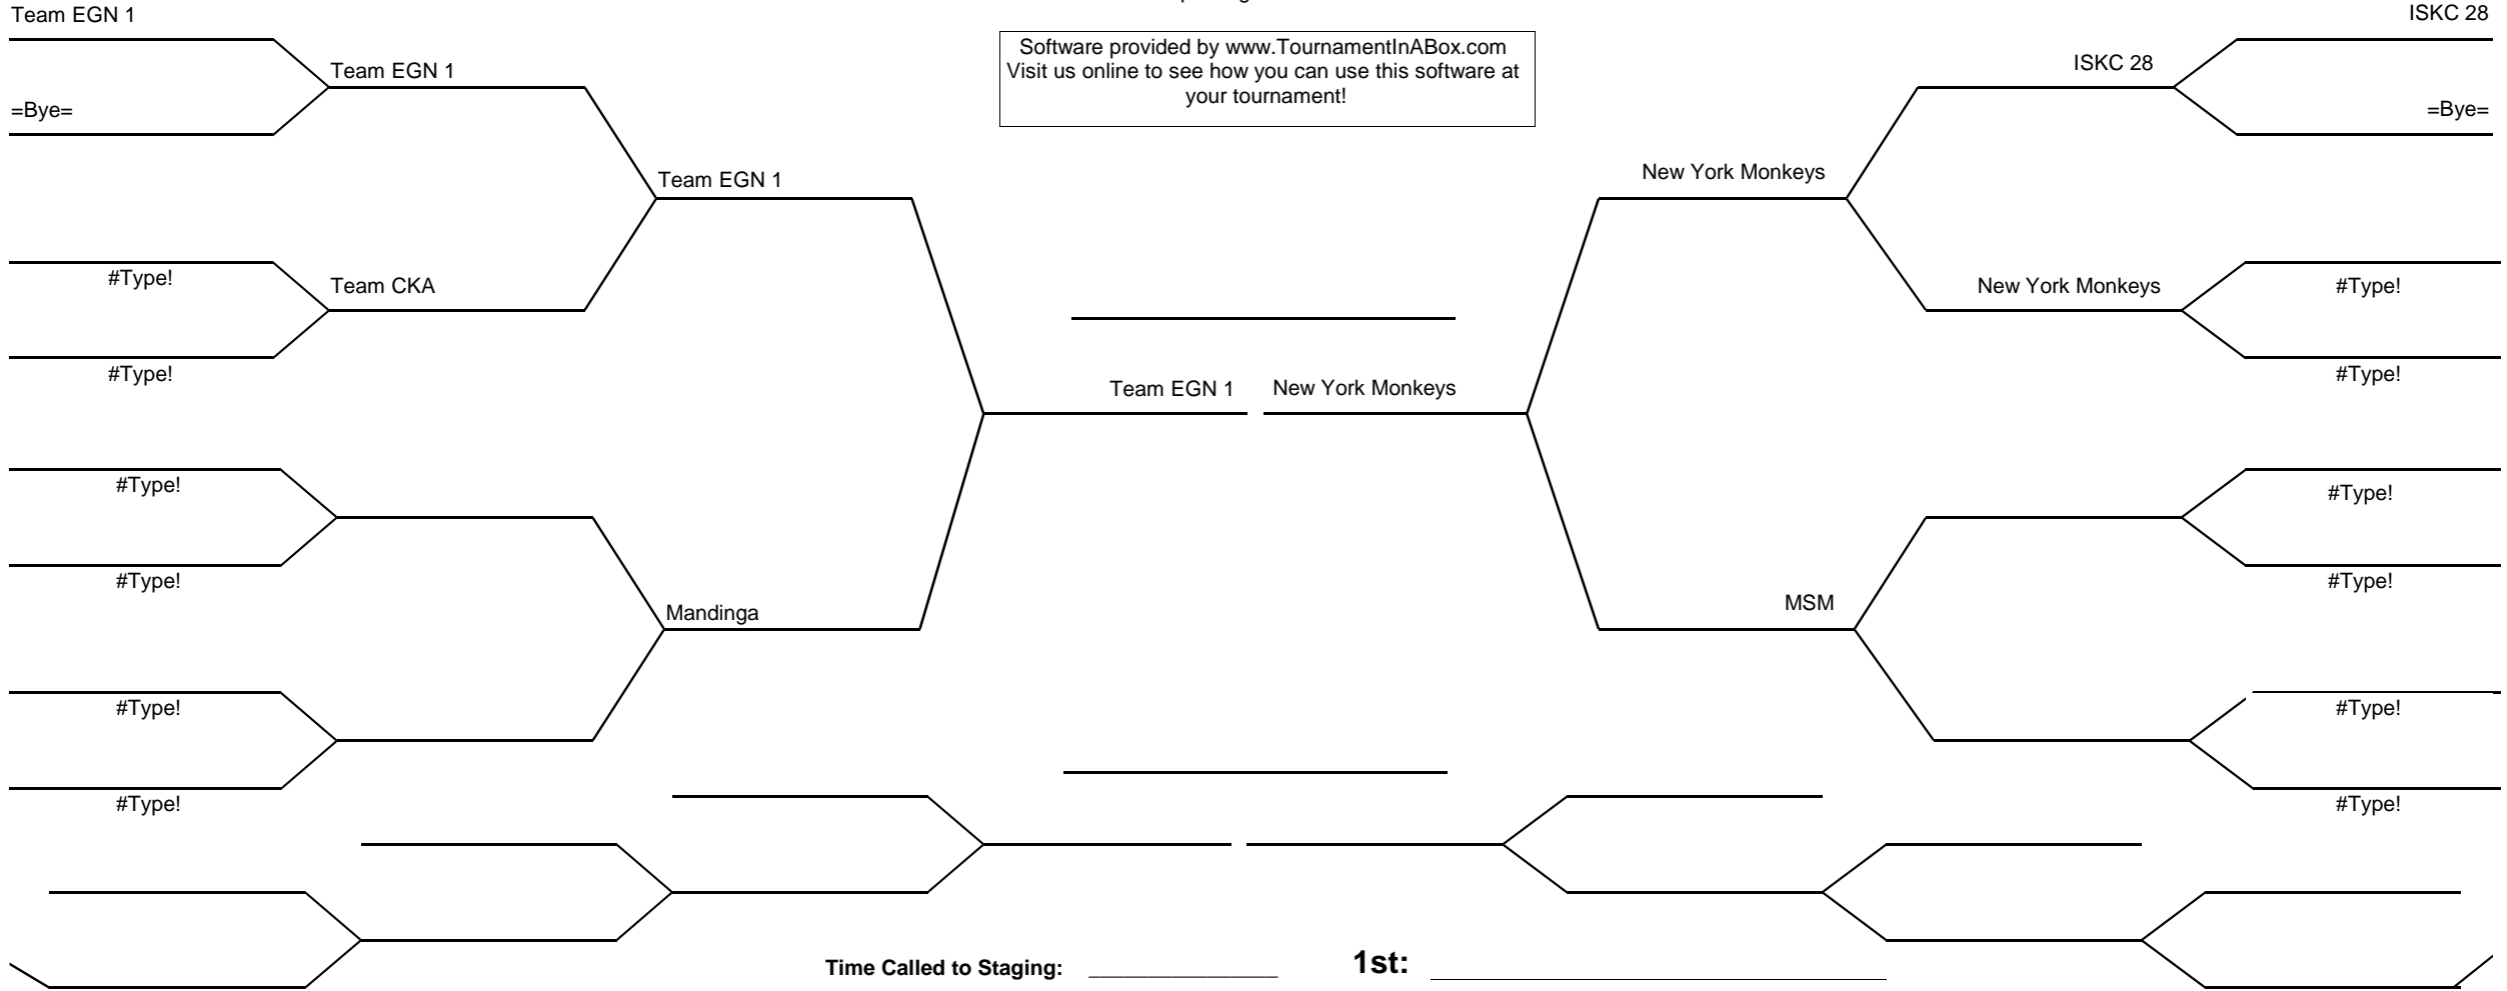 Team EGN 1
ISKC 28
Software provided by www.TournamentInABox.com
Visit us online to see how you can use this software at
your tournament!
Team EGN 1
ISKC 28
=Bye=
=Bye=
Team EGN 1
New York Monkeys
#Type!
Team CKA
New York Monkeys
#Type!
#Type!
#Type!
Team EGN 1
New York Monkeys
#Type!
#Type!
#Type!
#Type!
Mandinga
MSM
#Type!
#Type!
#Type!
#Type!
Time Called to Staging: ________________
1st: ________________